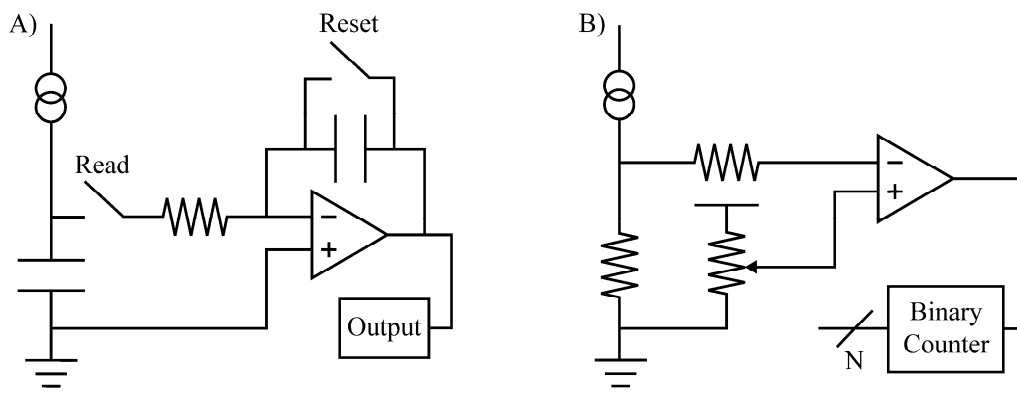 A)
Reset
B)
Read
−
+
−
+
Output
Binary
Counter
N